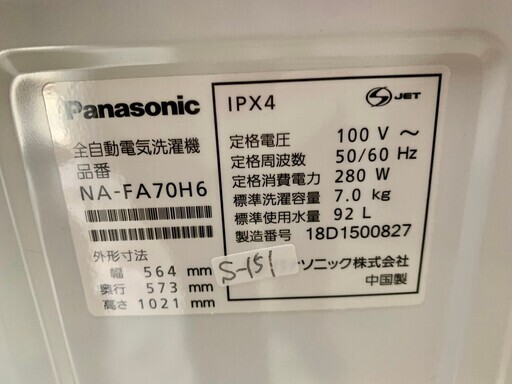 Panasonic
全自動電気洗濯機
品番
NA-FA70H6
外形寸法
幅 564 mm
奥行 573 mm
高さ 1021 mm
IPX4
S JET
定格電圧 100 V ～
定格周波数 50/60 Hz
定格消費電力 280 W
標準洗濯容量 7.0 kg
標準使用水量 92 L
製造番号 18D1500827
S-151
ソニック株式会社
中国製